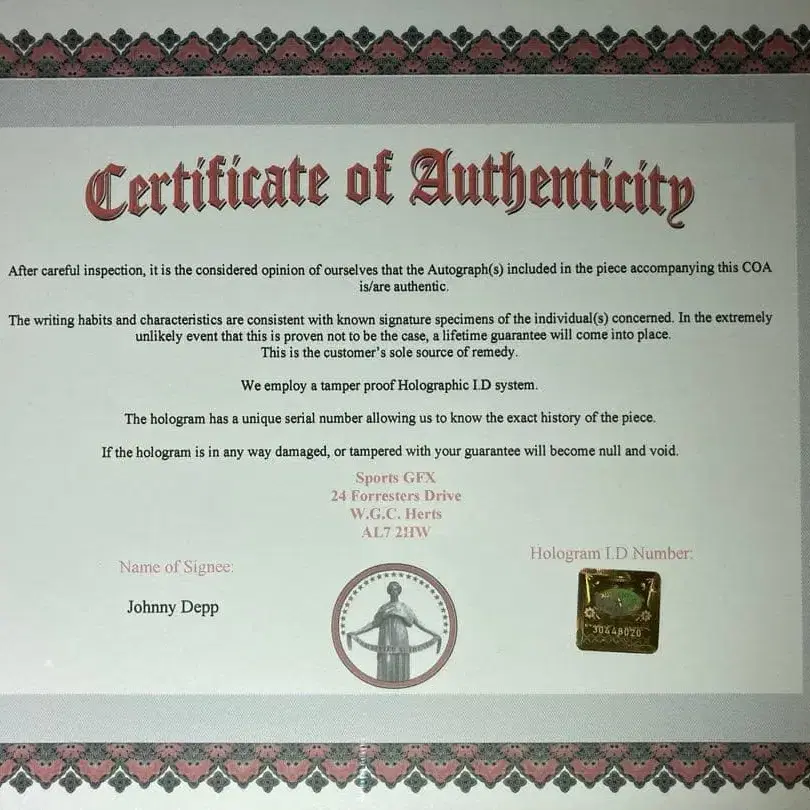 Certificate of Authenticity
After careful inspection, it is the considered opinion of ourselves that the Autograph(s) included in the piece accompanying this COA
is/are authentic.
The writing habits and characteristics are consistent with known signature specimens of the individual(s) concerned. In the extremely
unlikely event that this is proven not to be the case, a lifetime guarantee will come into place.
This is the customer's sole source of remedy.
We employ a tamper proof Holographic I.D system.
The hologram has a unique serial number allowing us to know the exact history of the piece.
If the hologram is in any way damaged, or tampered with your guarantee will become null and void.
Sports GFX
24 Forresters Drive
W.G.C. Herts
AL7 2HW
Hologram I.D Number:
Name of Signee:
Johnny Depp
30448020